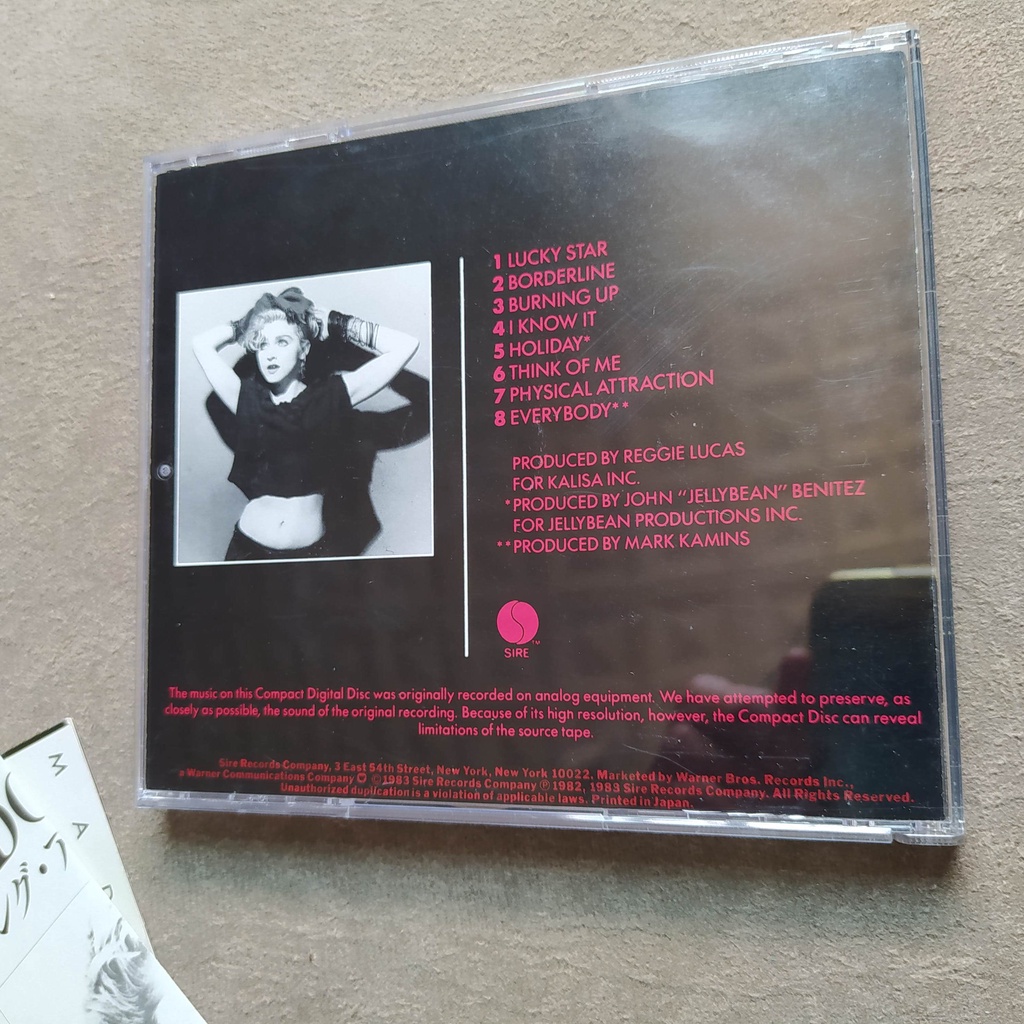 1 LUCKY STAR
2 BORDERLINE
3 BURNING UP
4 I KNOW IT
5 HOLIDAY*
6 THINK OF ME
7 PHYSICAL ATTRACTION
8 EVERYBODY**
PRODUCED BY REGGIE LUCAS
FOR KALISA INC.
*PRODUCED BY JOHN "JELLYBEAN" BENITEZ
FOR JELLYBEAN PRODUCTIONS INC.
**PRODUCED BY MARK KAMINS
SIRE™
The music on this Compact Digital Disc was originally recorded on analog equipment. We have attempted to preserve, as
closely as possible, the sound of the original recording. Because of its high resolution, however, the Compact Disc can reveal
limitations of the source tape.
Sire Records Company, 3 East 54th Street, New York, New York 10022. Marketed by Warner Bros. Records Inc.,
a Warner Communications Company ©1983 Sire Records Company ℗1982, 1983 Sire Records Company. All Rights Reserved.
Unauthorized duplication is a violation of applicable laws. Printed in Japan.
M A
グ・ア